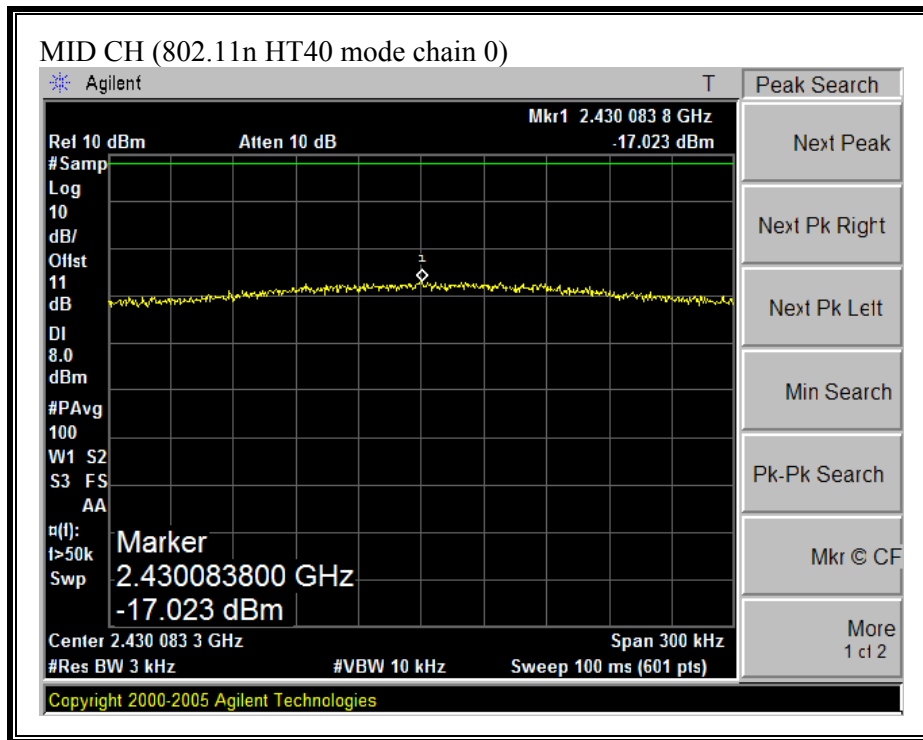 MID CH (802.11n HT40 mode chain 0)
Agilent T
Peak Search
Mkr1 2.430 083 8 GHz
Ref 10 dBm Atten 10 dB -17.023 dBm
#Samp
Log
10
dB/
Offst
11
dB
DI
8.0
dBm
#PAvg
100
W1 S2
S3 FS
AA
¤(f):
f>50k
Swp
1
Marker
2.430083800 GHz
-17.023 dBm
Center 2.430 083 3 GHz Span 300 kHz
#Res BW 3 kHz #VBW 10 kHz Sweep 100 ms (601 pts)
Copyright 2000-2005 Agilent Technologies
Next Peak
Next Pk Right
Next Pk Left
Min Search
Pk-Pk Search
Mkr © CF
More
1 of 2